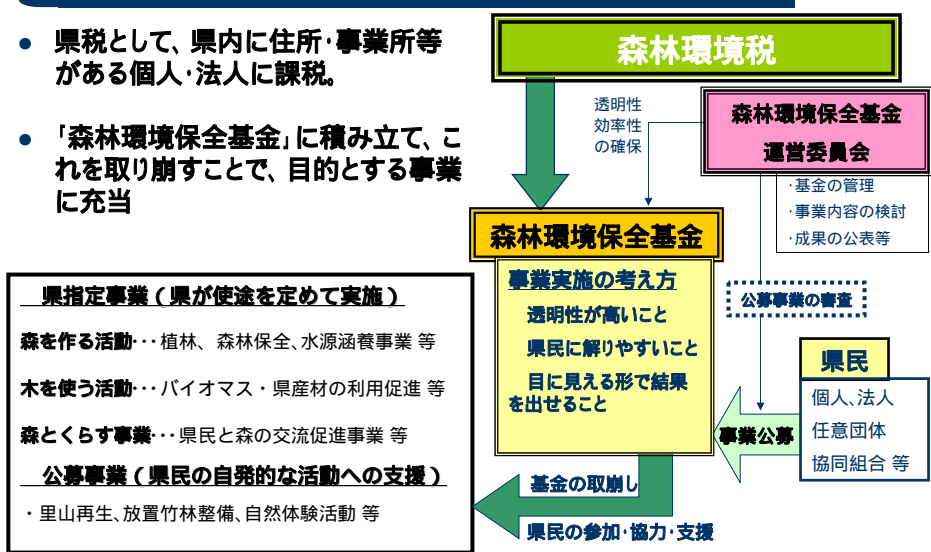 ● 県税として、県内に住所･事業所等
がある個人･法人に課税。
● 「森林環境保全基金」に積み立て、こ
れを取り崩すことで、目的とする事業
に充当
森林環境税
透明性
効率性
の確保
森林環境保全基金
運営委員会
･基金の管理
･事業内容の検討
･成果の公表等
森林環境保全基金
事業実施の考え方
透明性が高いこと
県民に解りやすいこと
目に見える形で結果
を出せること
公募事業の審査
県民
個人、法人
任意団体
協同組合 等
事業公募
県指定事業（県が使途を定めて実施）
森を作る活動･･･植林、森林保全、水源涵養事業 等
木を使う活動･･･バイオマス・県産材の利用促進 等
森とくらす事業･･･県民と森の交流促進事業 等
公募事業（県民の自発的な活動への支援）
・里山再生、放置竹林整備、自然体験活動 等
基金の取崩し
県民の参加･協力･支援